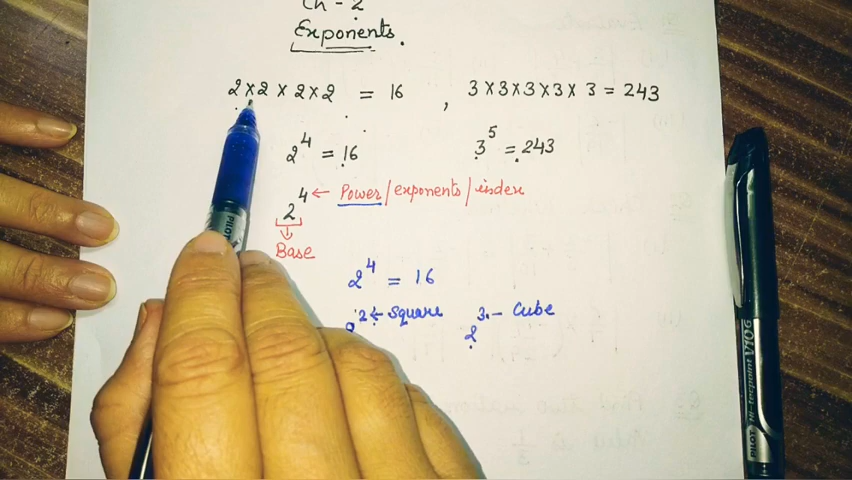 Ch - 2
Exponents.
2 × 2 × 2 × 2 = 16 , 3 × 3 × 3 × 3 × 3 = 243
2⁴ = 16 3⁵ = 243
2⁴ ← Power/exponents/index
Base
2⁴ = 16
2² ← Square 2³ - Cube
PILOT
PILOT Hi-tecpoint V10